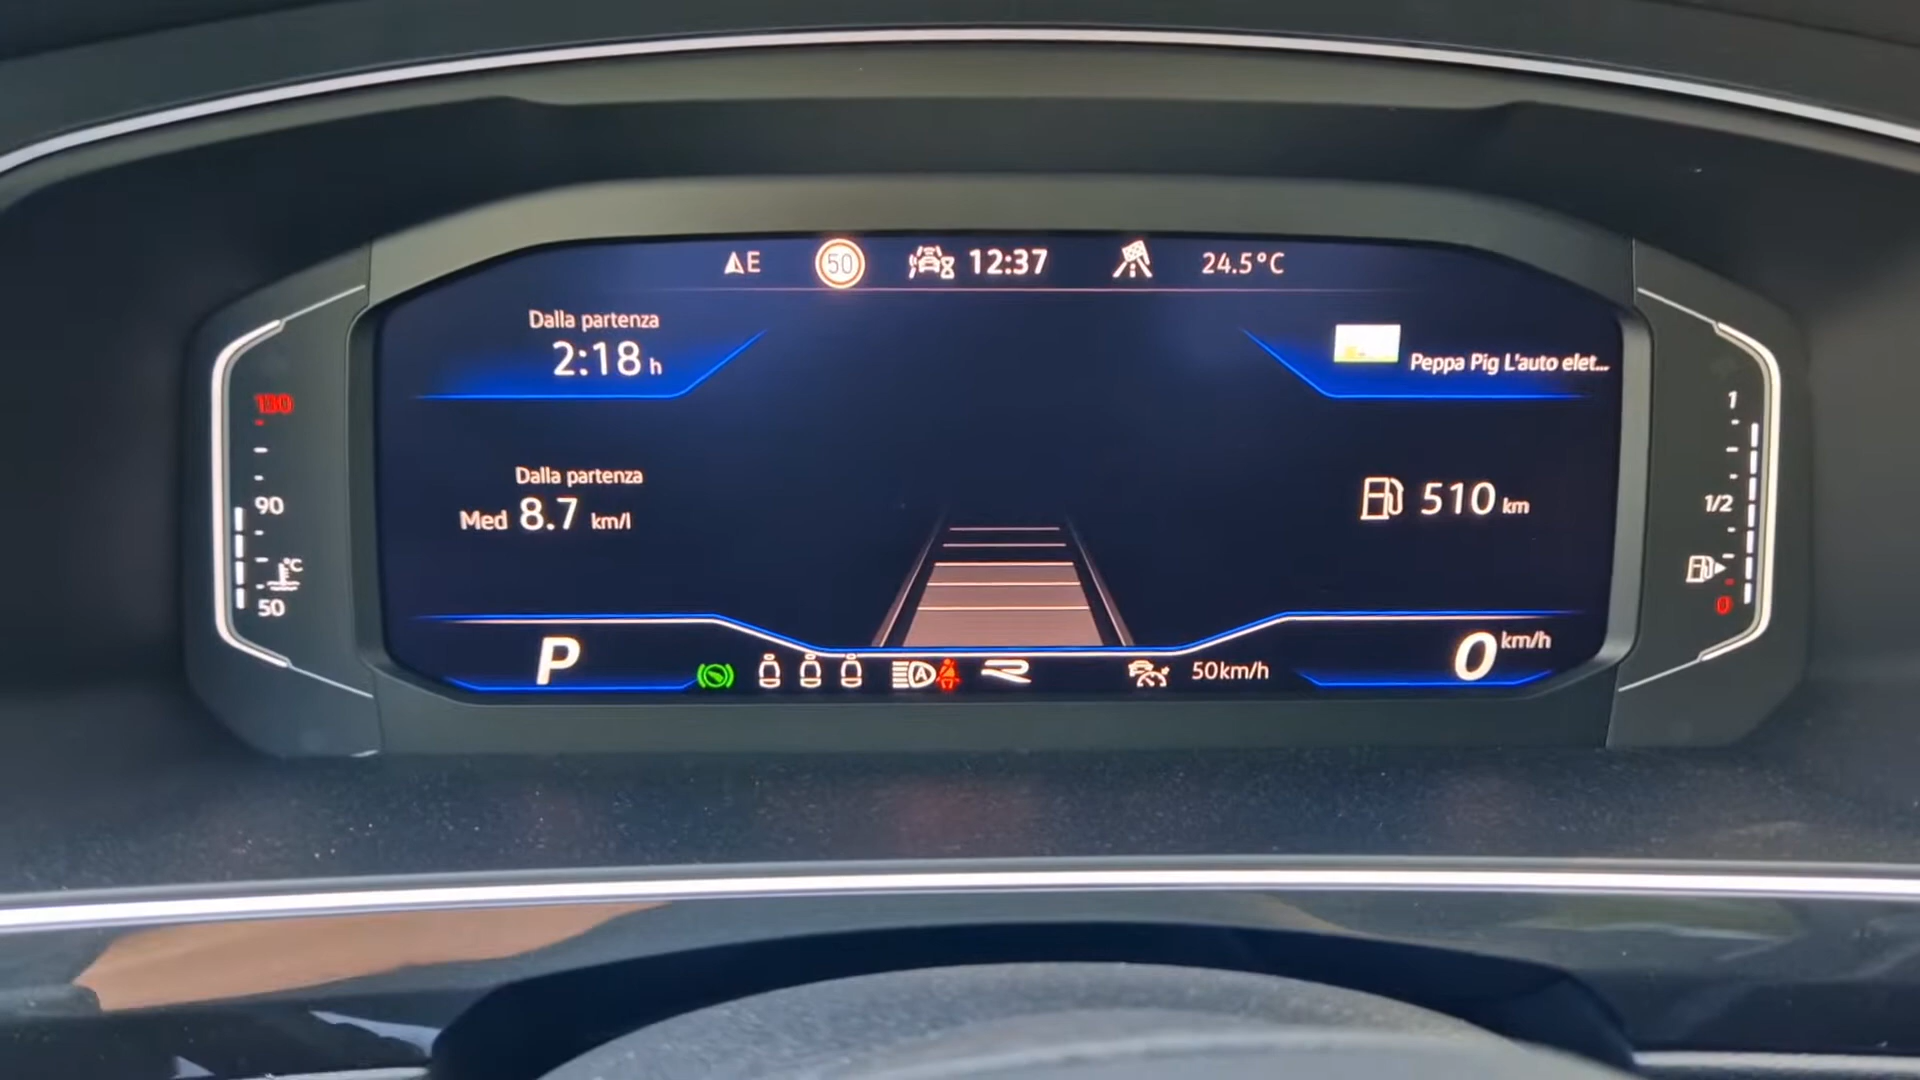 E 50 12:37 24.5°C
Dalla partenza
2:18 h
Peppa Pig L'auto elet...
130
90
°C
50
Dalla partenza
Med 8.7 km/l
510 km
1
1/2
0
P
A
50km/h
0 km/h